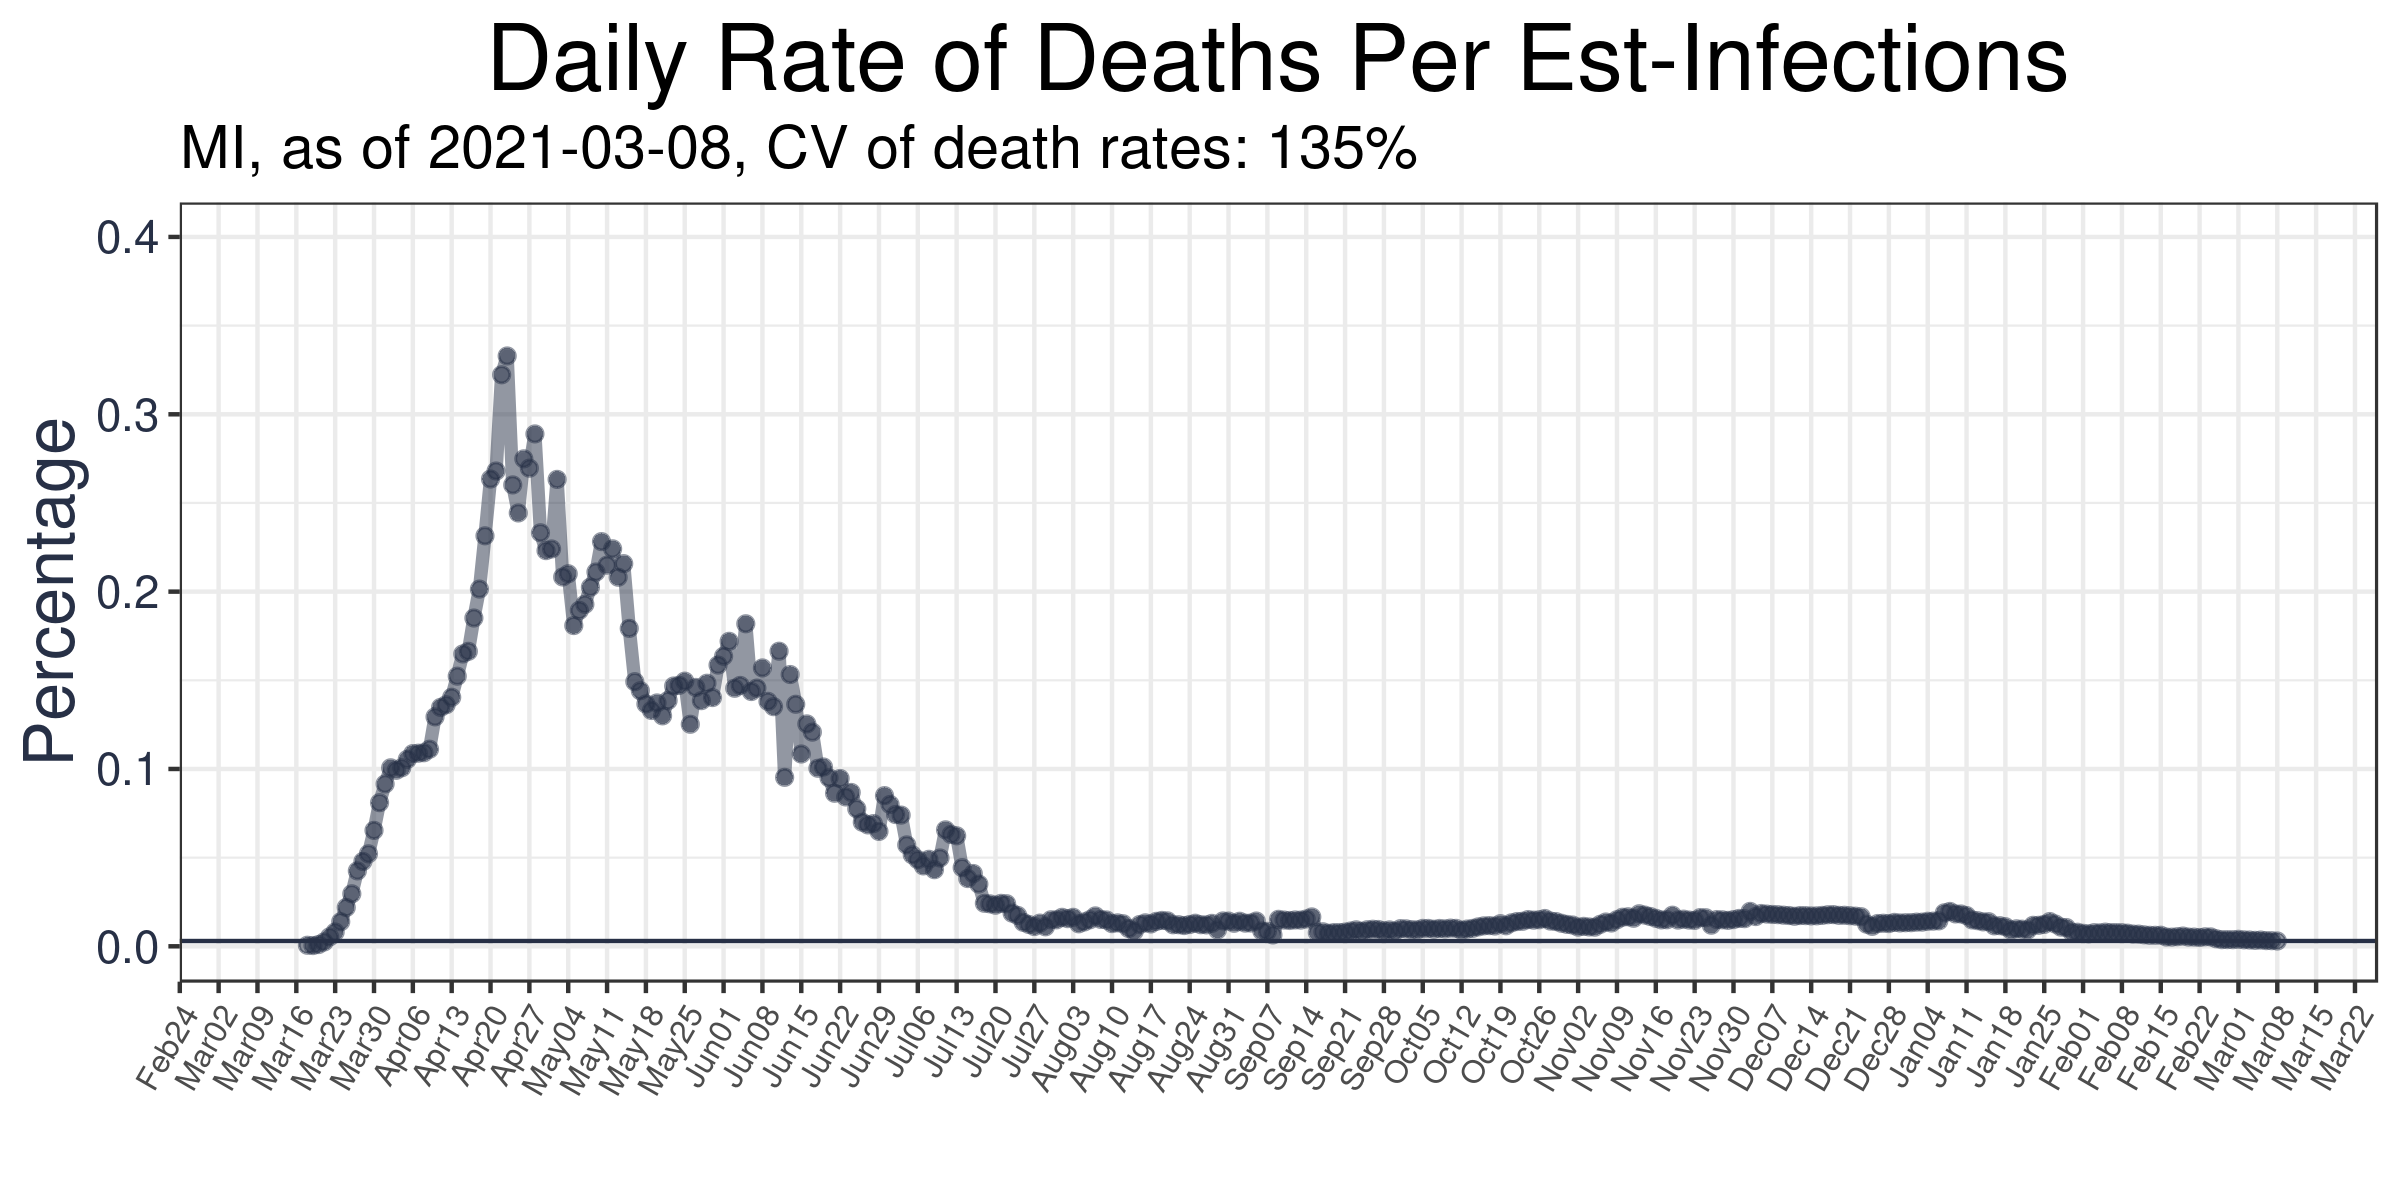 Daily Rate of Deaths Per Est-Infections
MI, as of 2021-03-08, CV of death rates: 135%
Percentage
0.4
0.3
0.2
0.1
0.0
Feb24
Mar02
Mar09
Mar16
Mar23
Mar30
Apr06
Apr13
Apr20
Apr27
May04
May11
May18
May25
Jun01
Jun08
Jun15
Jun22
Jun29
Jul06
Jul13
Jul20
Jul27
Aug03
Aug10
Aug17
Aug24
Aug31
Sep07
Sep14
Sep21
Sep28
Oct05
Oct12
Oct19
Oct26
Nov02
Nov09
Nov16
Nov23
Nov30
Dec07
Dec14
Dec21
Dec28
Jan04
Jan11
Jan18
Jan25
Feb01
Feb08
Feb15
Feb22
Mar01
Mar08
Mar15
Mar22